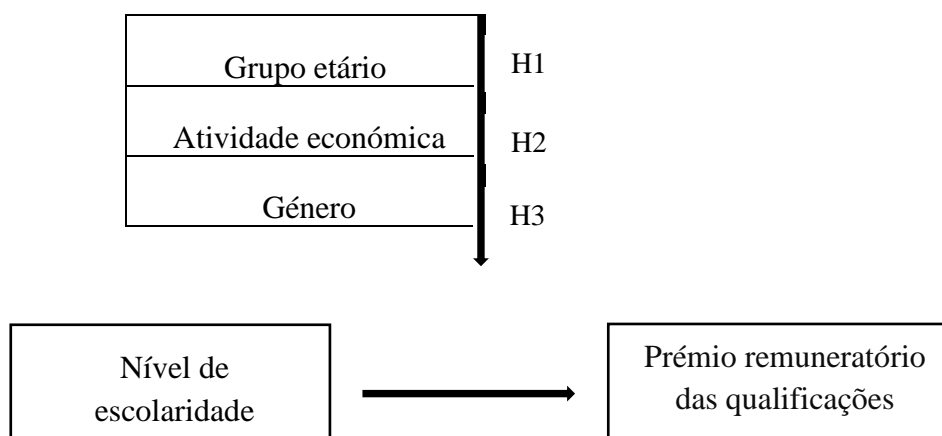 Grupo etário
H1
Atividade económica
H2
Género
H3
Nível de
escolaridade
Prémio remuneratório
das qualificações